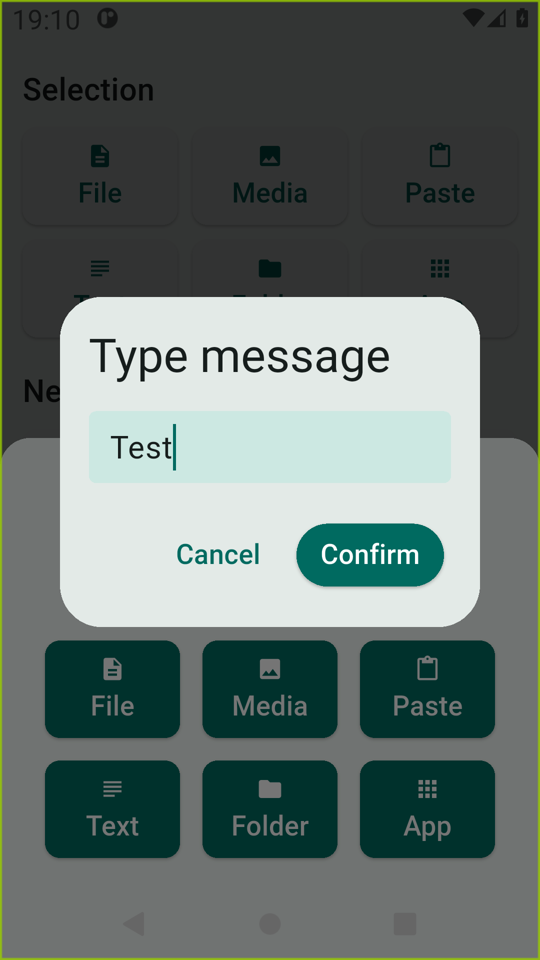 19:10
Selection
File Media Paste
Type message
Test
Cancel Confirm
File Media Paste
Text Folder App